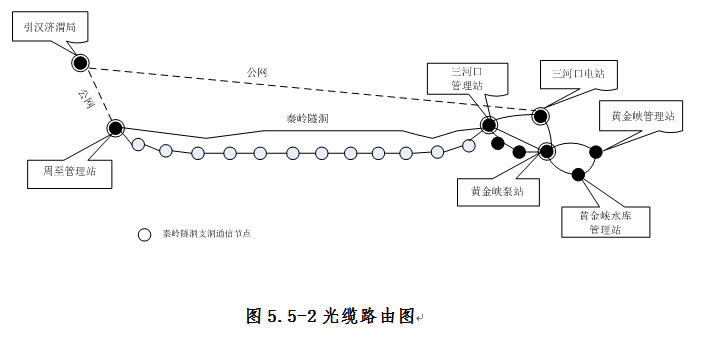 引汉济渭局
公网
公网
三河口
管理站
三河口电站
黄金峡管理站
秦岭隧洞
周至管理站
黄金峡泵站
黄金峡水库
管理站
秦岭隧洞支洞通信节点
图 5.5-2 光缆路由图